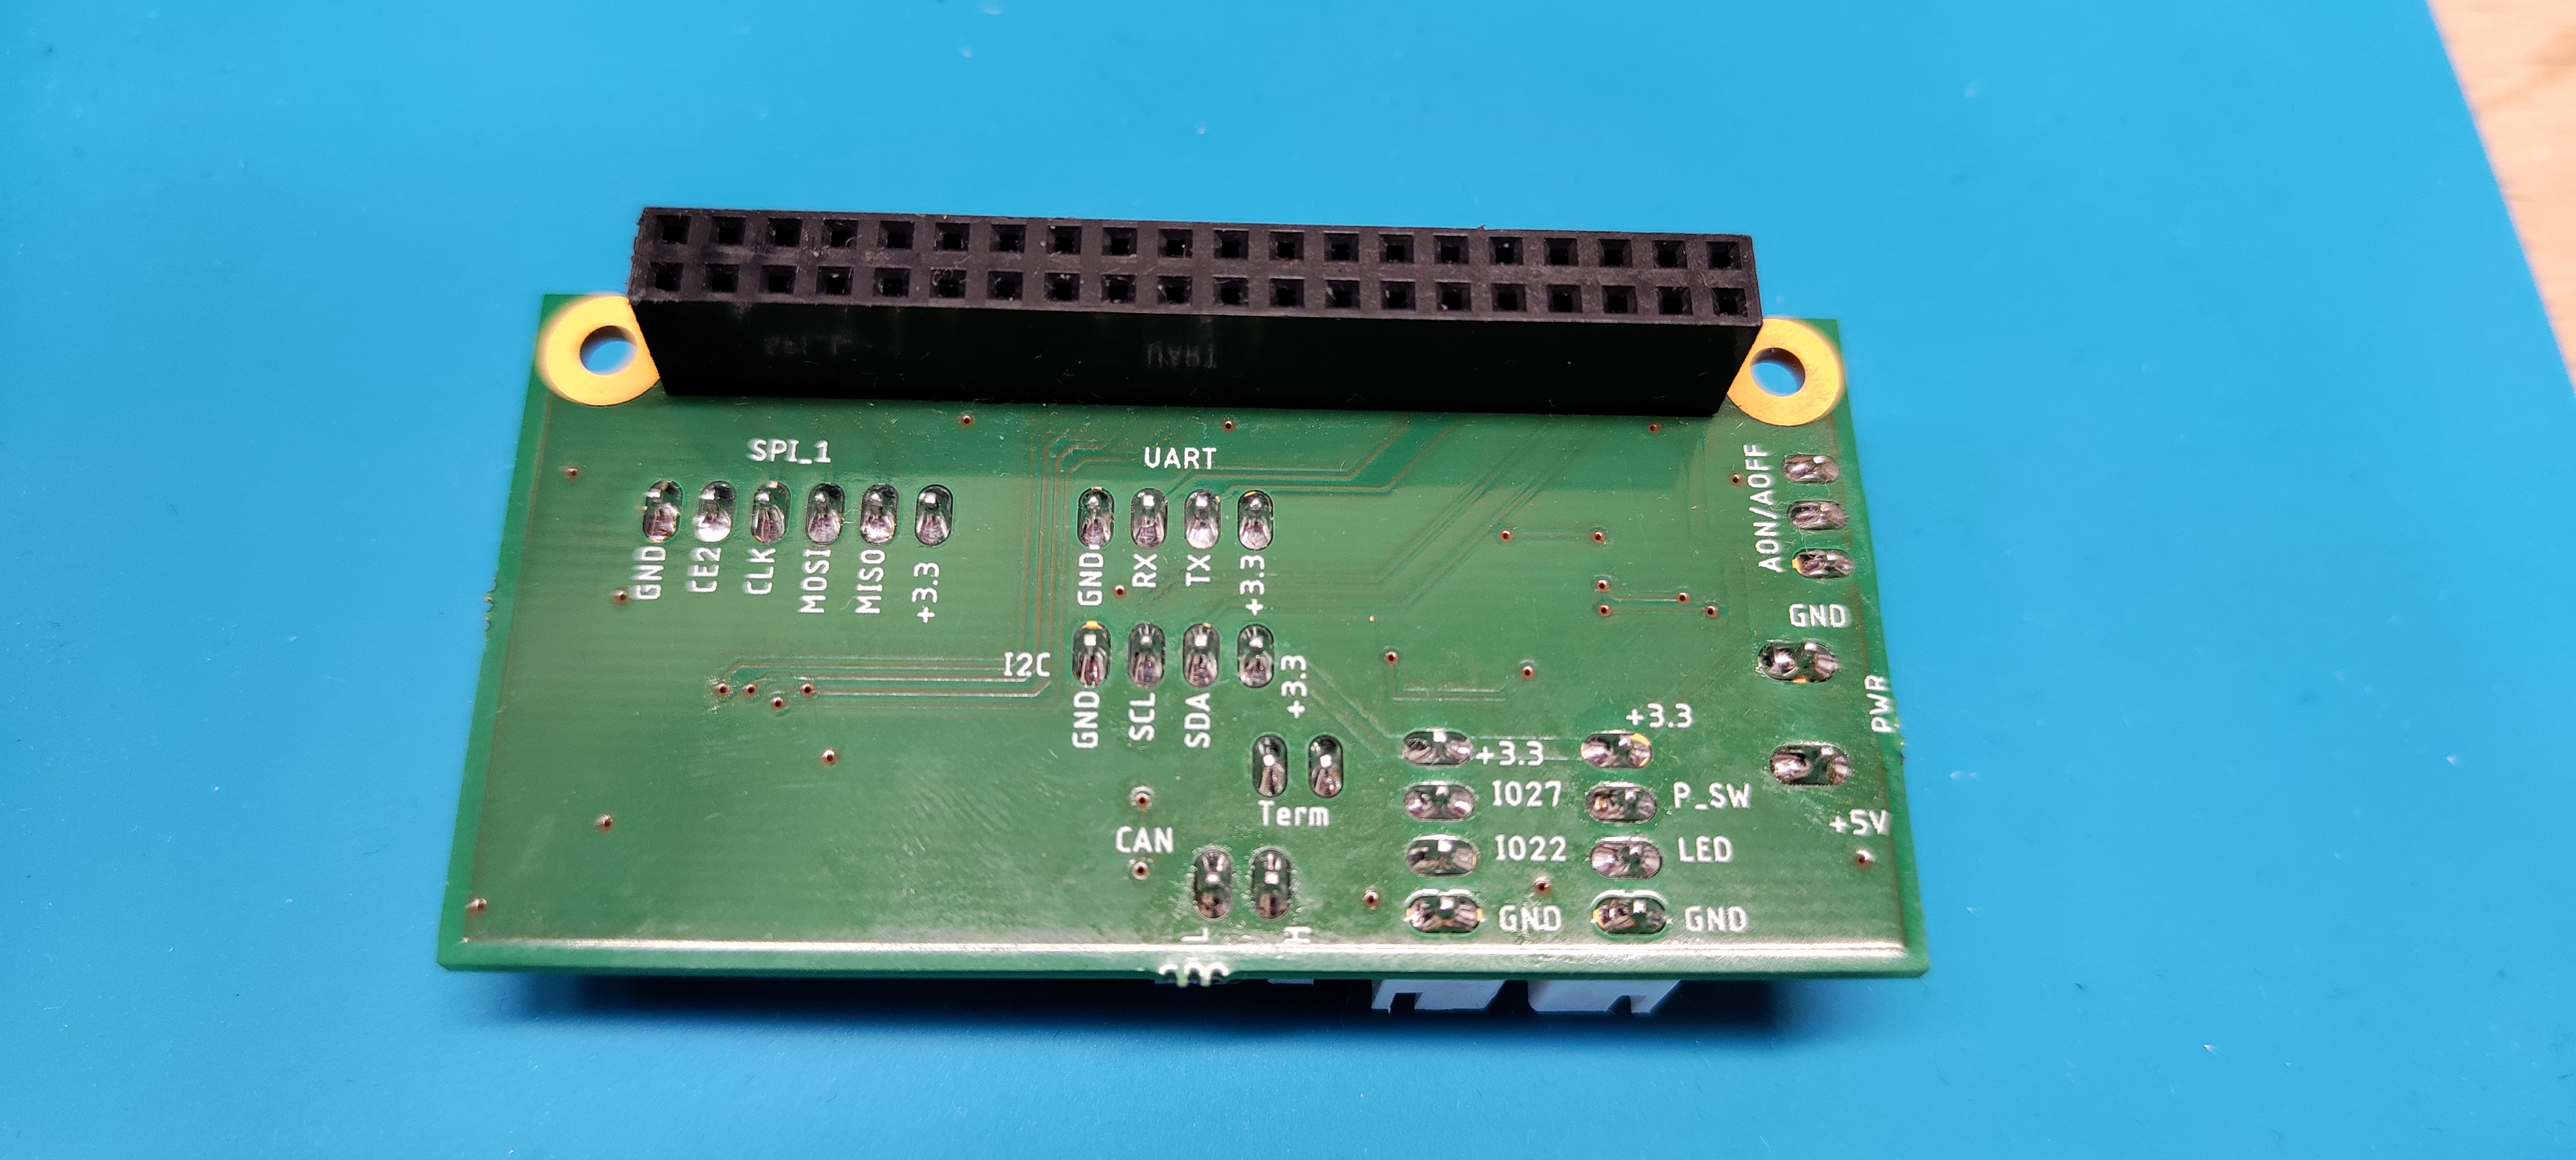 SPI_1
UART
AON/AOFF
GND
CE2
CLK
MOSI
MISO
+3.3
GND
RX
TX
+3.3
GND
I2C
GND
SCL
SDA
+3.3
PWR
+3.3
+3.3
IO27
P_SW
Term
+5V
CAN
IO22
LED
L
H
GND
GND